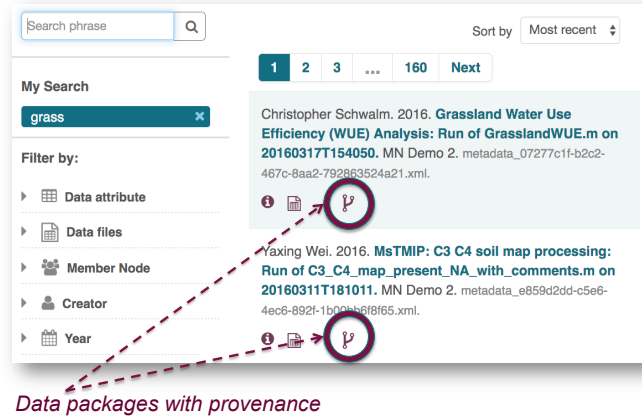 Search phrase
Sort by Most recent
1 2 3 ... 160 Next
My Search
grass ×
Filter by:
Data attribute
Data files
Member Node
Creator
Year
Christopher Schwalm. 2016. Grassland Water Use
Efficiency (WUE) Analysis: Run of GrasslandWUE.m on
20160317T154050. MN Demo 2. metadata_07277c1f-b2c2-
467c-8aa2-792863524a21.xml.
Yaxing Wei. 2016. MsTMIP: C3 C4 soil map processing:
Run of C3_C4_map_present_NA_with_comments.m on
20160311T181011. MN Demo 2. metadata_e859d2dd-c5e6-
4ec6-892f-1b00bb6f8f65.xml.
Data packages with provenance